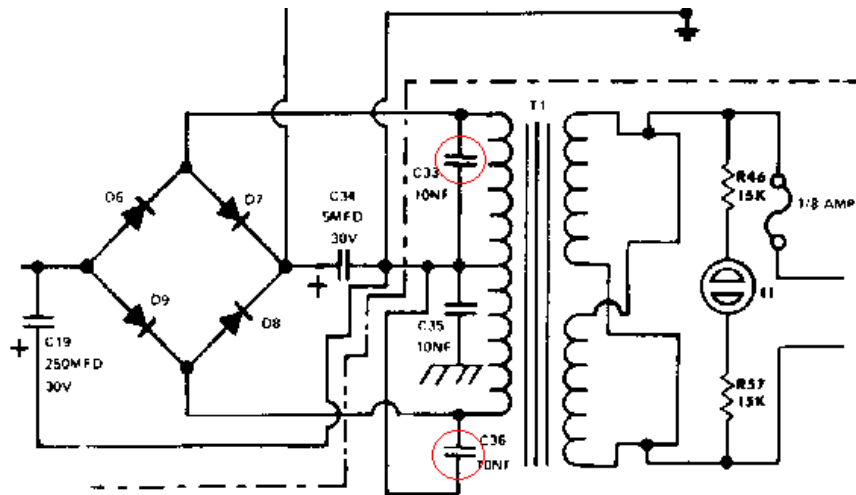 T1
D6
D7
C34
5MFD
30V
C33
10NF
R46
15K
1/8 AMP
D9
D8
C35
10NF
+
+
C19
250MFD
30V
R57
15K
C36
10NF